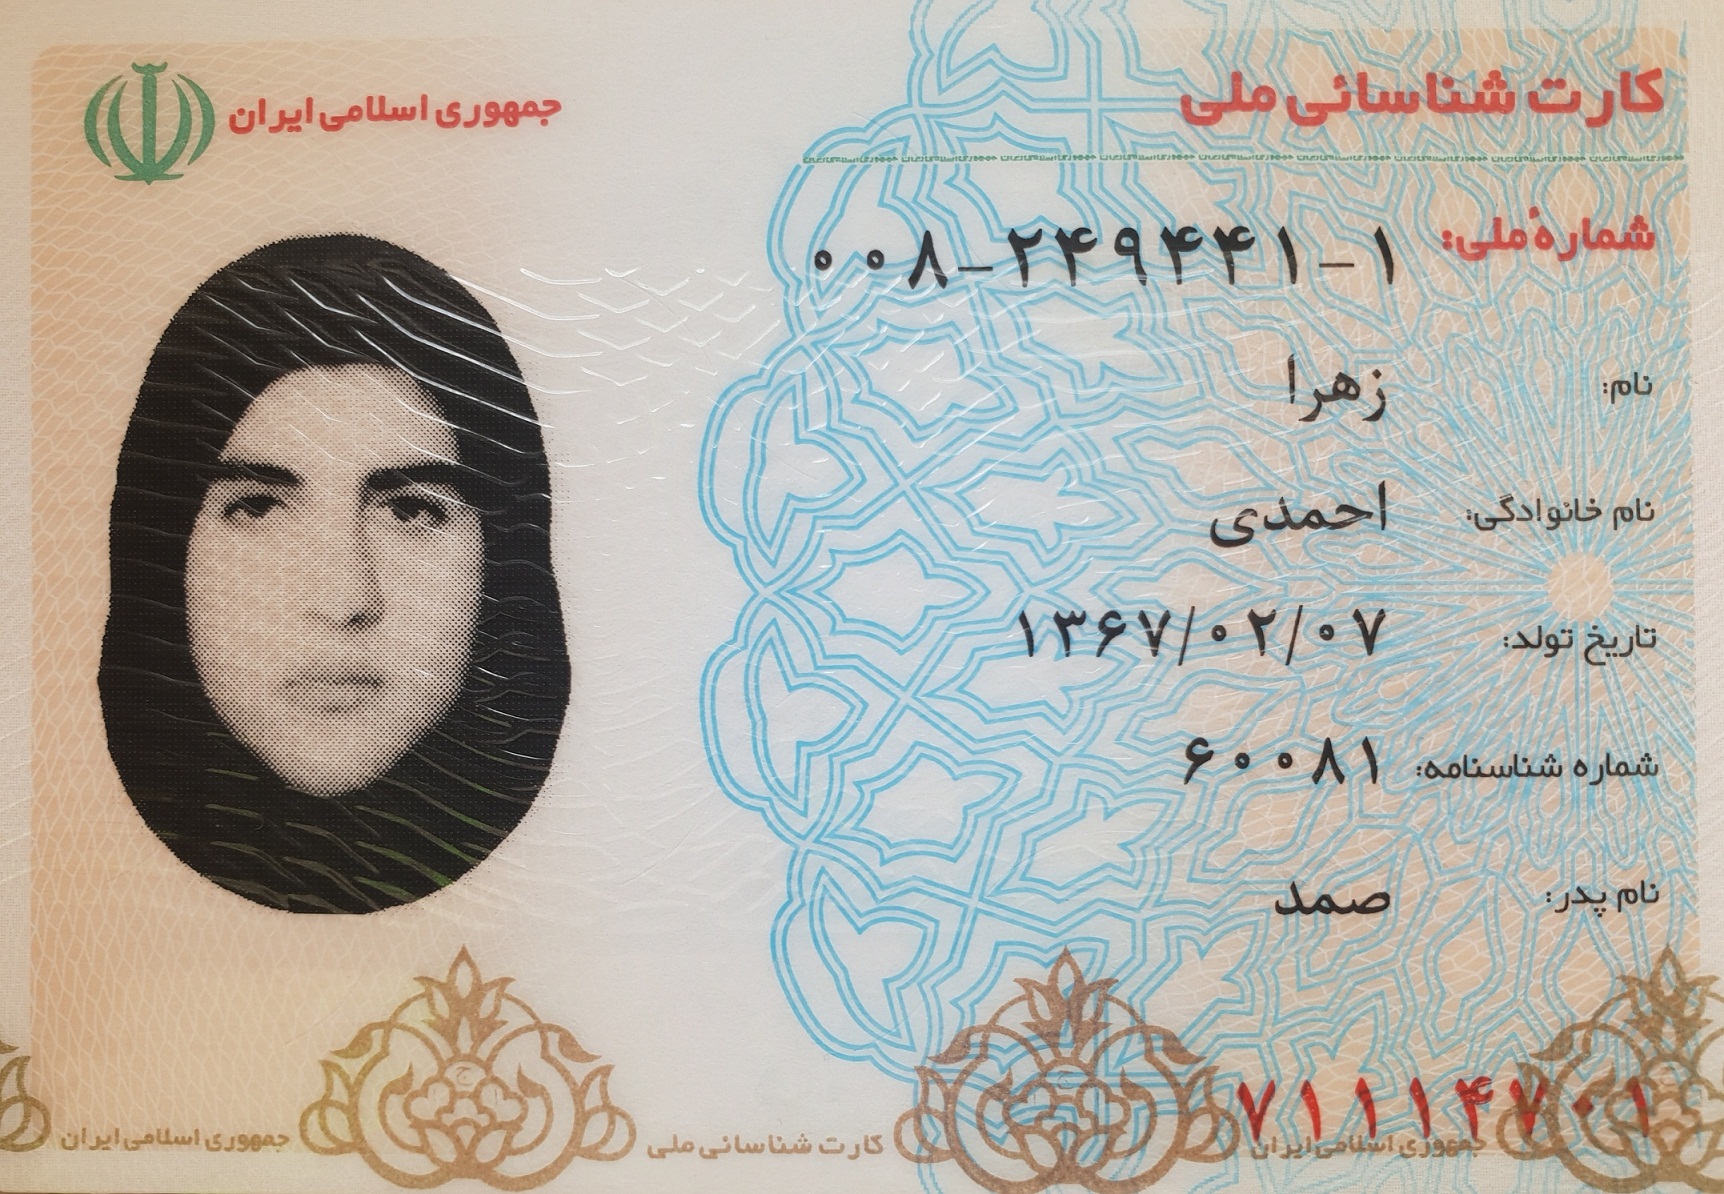 کارت شناسائی ملی
جمهوری اسلامی ایران
شمارهٔ ملی: ۰۰۸-۲۴۹۴۴۱-۱
نام: زهرا
نام خانوادگی: احمدی
تاریخ تولد: ۱۳۶۷/۰۲/۰۷
شماره شناسنامه: ۶۰۰۸۱
نام پدر: صمد
۷۱۱۱۴۷۰۱
جمهوری اسلامی ایران
کارت شناسائی ملی
جمهوری اسلامی ایران